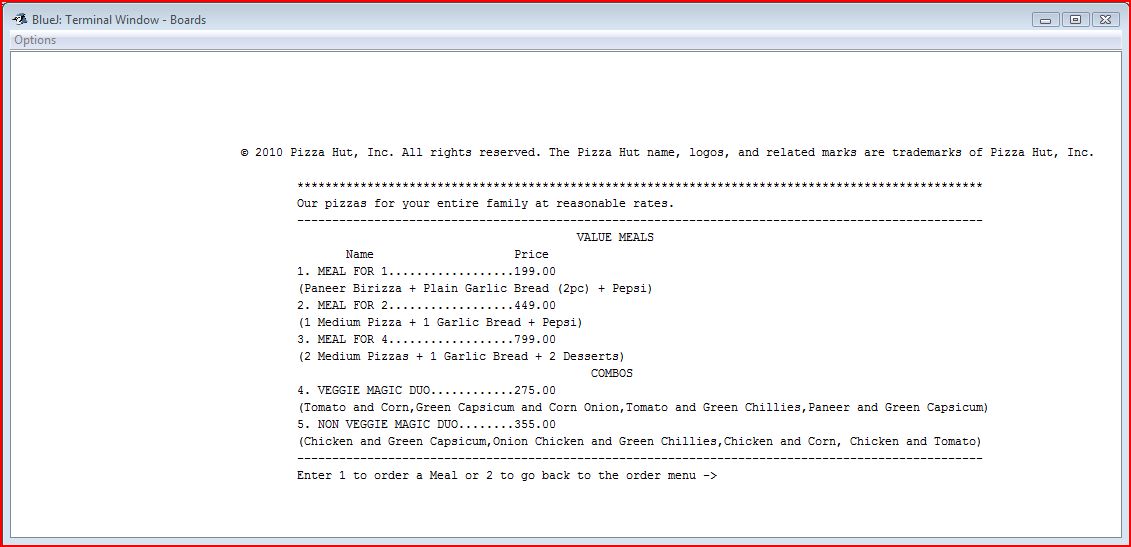 BlueJ: Terminal Window - Boards
Options
© 2010 Pizza Hut, Inc. All rights reserved. The Pizza Hut name, logos, and related marks are trademarks of Pizza Hut, Inc.
**************************************************************************************************
Our pizzas for your entire family at reasonable rates.
--------------------------------------------------------------------------------------------------
VALUE MEALS
Name Price
1. MEAL FOR 1..................199.00
(Paneer Birizza + Plain Garlic Bread (2pc) + Pepsi)
2. MEAL FOR 2..................449.00
(1 Medium Pizza + 1 Garlic Bread + Pepsi)
3. MEAL FOR 4..................799.00
(2 Medium Pizzas + 1 Garlic Bread + 2 Desserts)
COMBOS
4. VEGGIE MAGIC DUO............275.00
(Tomato and Corn,Green Capsicum and Corn Onion,Tomato and Green Chillies,Paneer and Green Capsicum)
5. NON VEGGIE MAGIC DUO........355.00
(Chicken and Green Capsicum,Onion Chicken and Green Chillies,Chicken and Corn, Chicken and Tomato)
--------------------------------------------------------------------------------------------------
Enter 1 to order a Meal or 2 to go back to the order menu ->